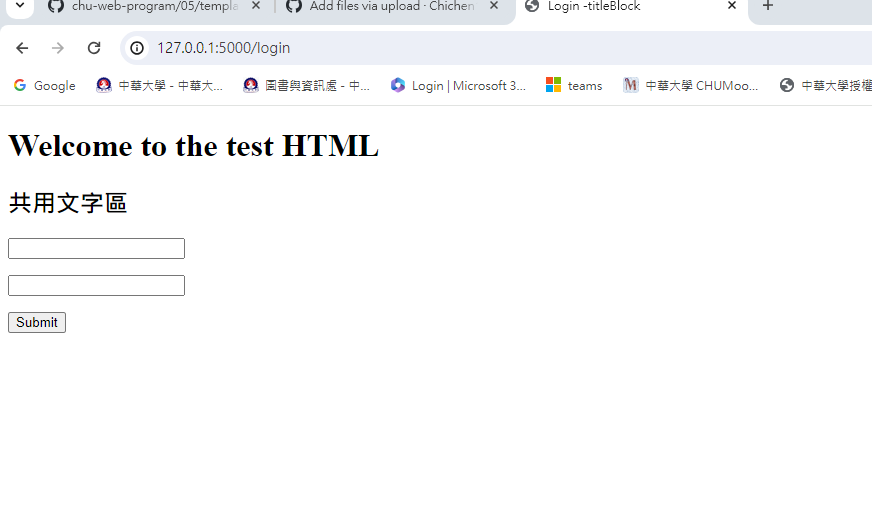 chu-web-program/05/templa
Add files via upload · Chichen
Login -titleBlock
127.0.0.1:5000/login
Google
中華大學 - 中華大...
圖書與資訊處 - 中...
Login | Microsoft 3...
teams
中華大學 CHUMoo...
中華大學授權
Welcome to the test HTML
共用文字區
Submit